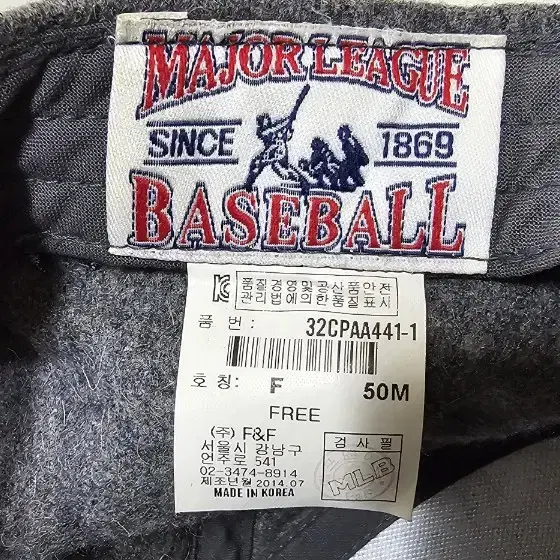 MAJOR LEAGUE
SINCE 1869
BASEBALL
품질경영및공산품안전
관리법에의한품질표시
품 번 : 32CPAA441-1
호칭: F 50M
FREE
(주) F&F
서울시 강남구
언주로 541
02-3474-8914
제조년월 2014.07
MADE IN KOREA
검사필
MLB